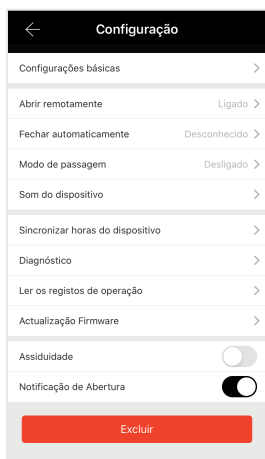 Configuração
Configurações básicas
Abrir remotamente Ligado
Fechar automaticamente Desconhecido
Modo de passagem Desligado
Som do dispositivo
Sincronizar horas do dispositivo
Diagnóstico
Ler os registos de operação
Actualização Firmware
Assiduidade
Notificação de Abertura
Excluir